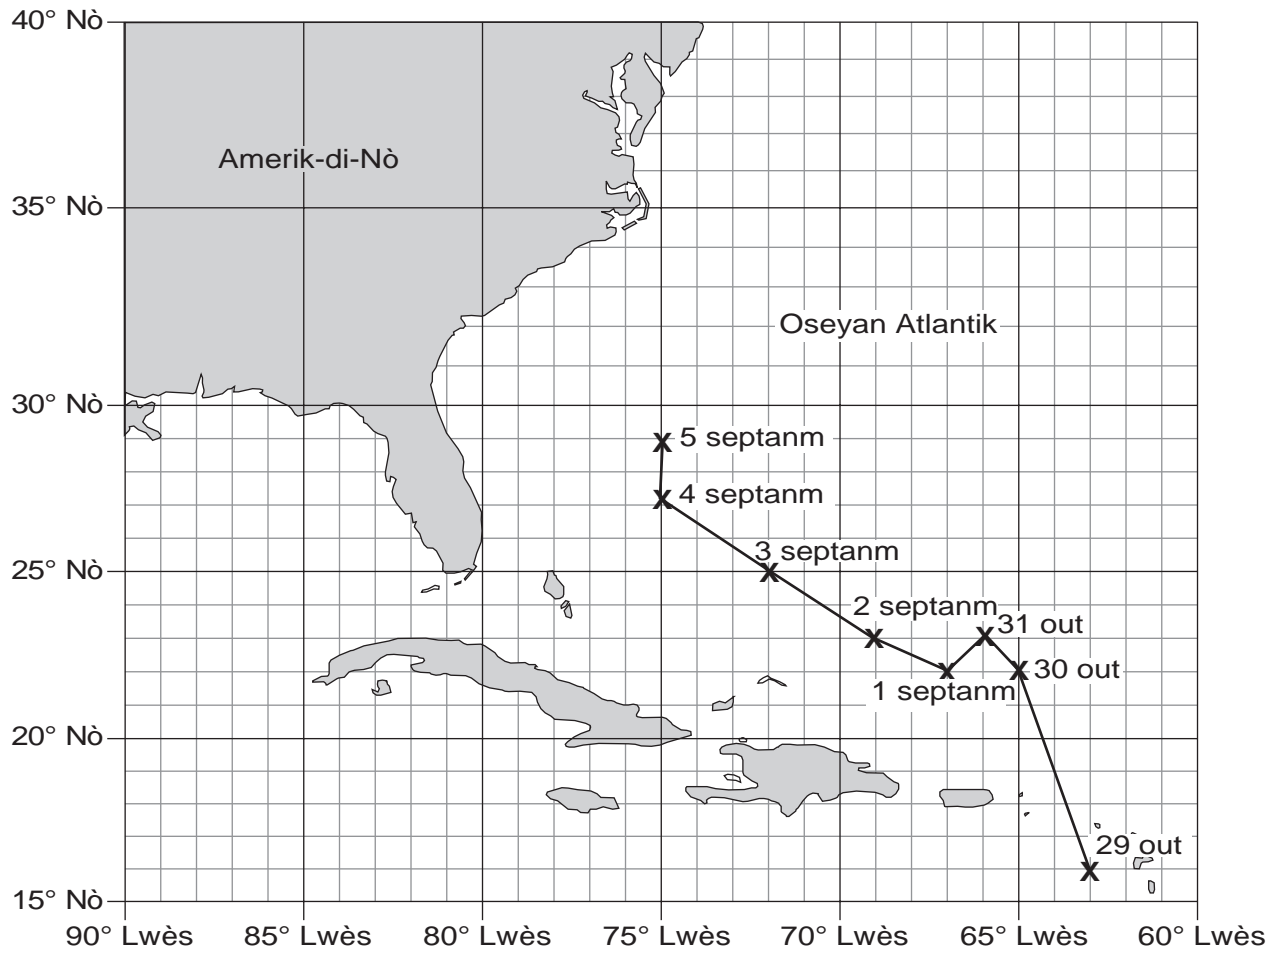 40° Nò
Amerik-di-Nò
35° Nò
Oseyan Atlantik
30° Nò
5 septanm
4 septanm
3 septanm
25° Nò
2 septanm
31 out
30 out
1 septanm
20° Nò
29 out
15° Nò
90° Lwès 85° Lwès 80° Lwès 75° Lwès 70° Lwès 65° Lwès 60° Lwès